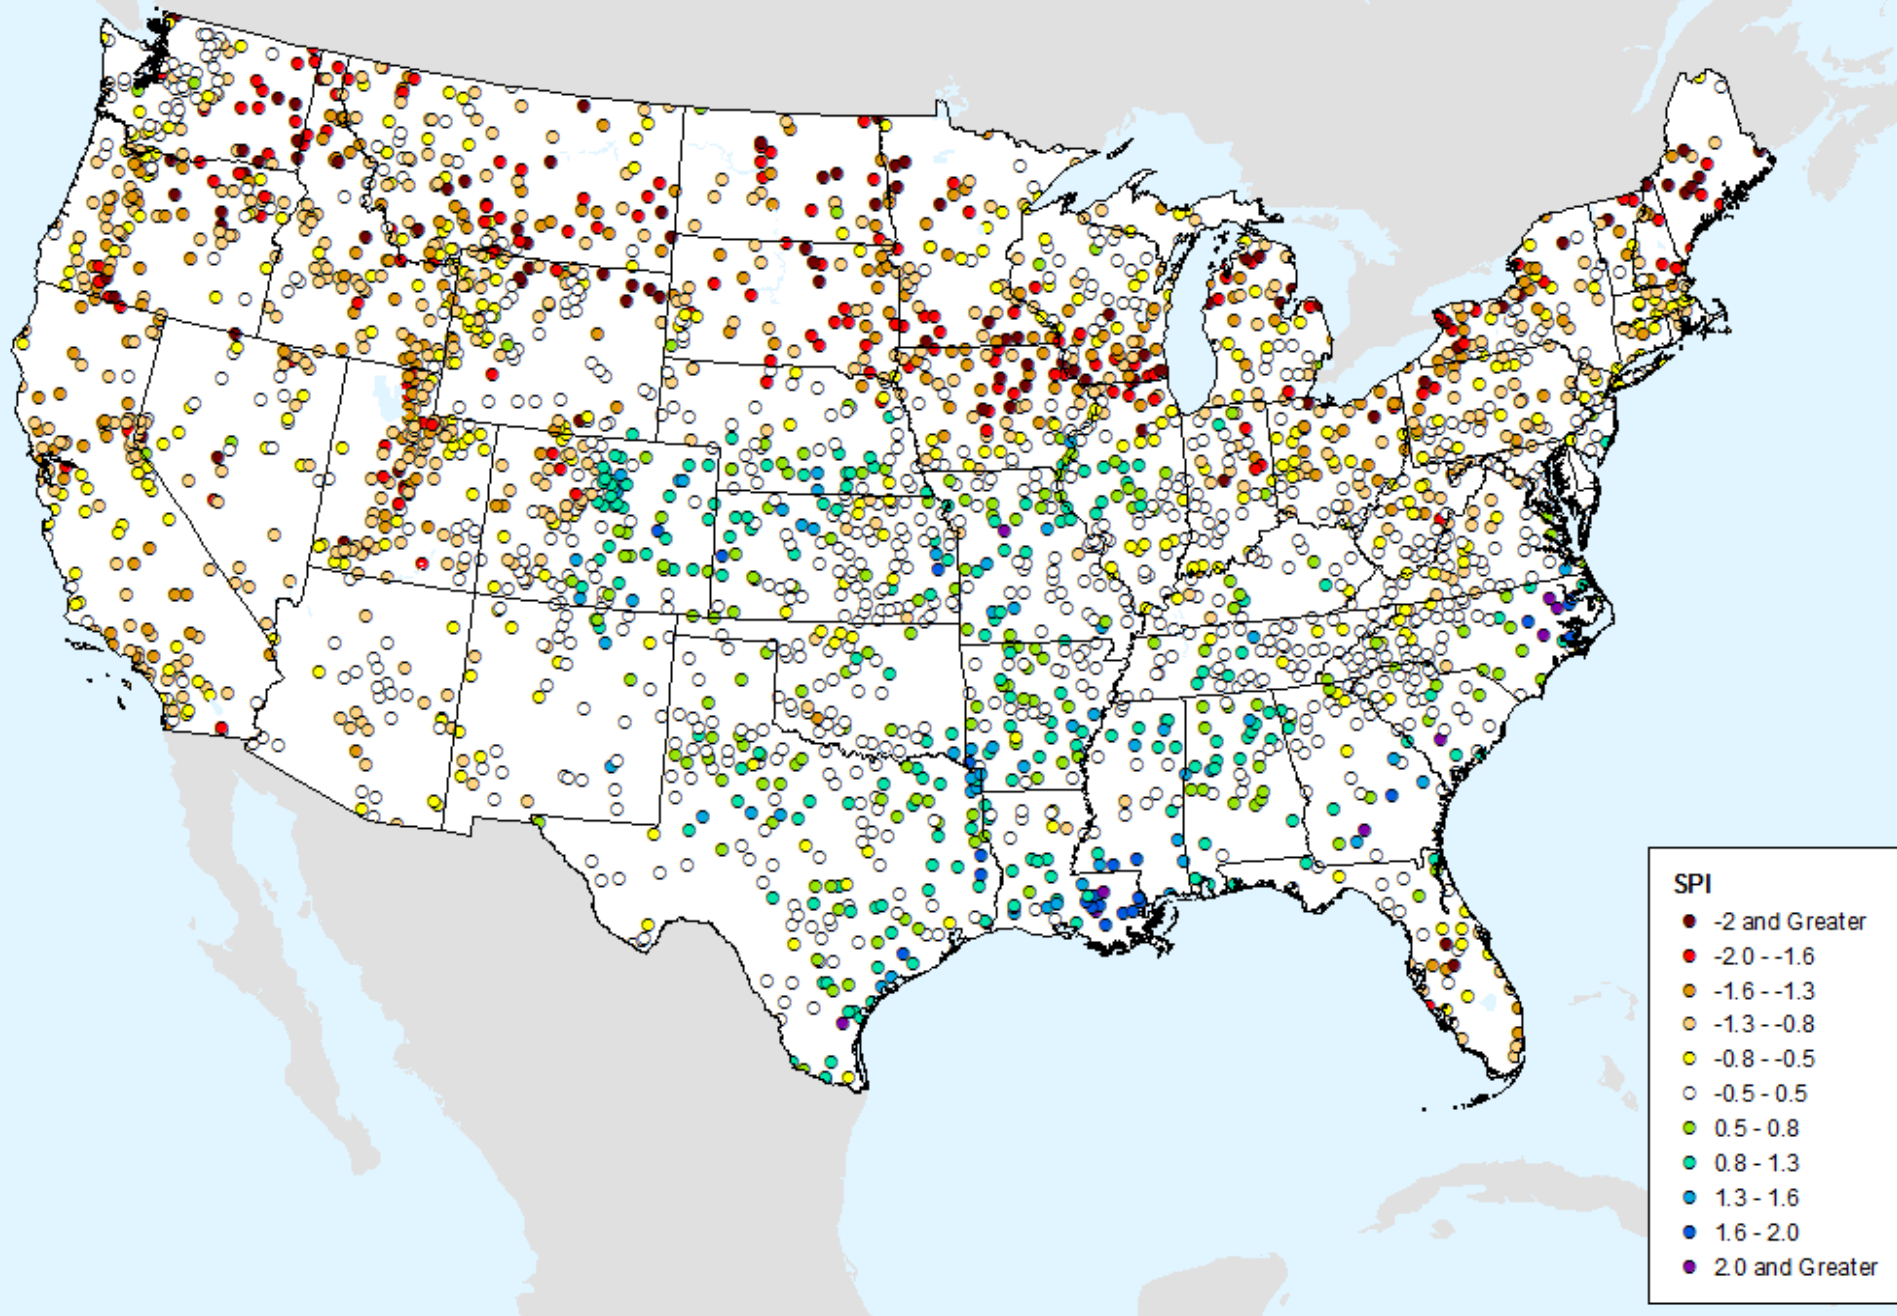 SPI
-2 and Greater
-2.0 - -1.6
-1.6 - -1.3
-1.3 - -0.8
-0.8 - -0.5
-0.5 - 0.5
0.5 - 0.8
0.8 - 1.3
1.3 - 1.6
1.6 - 2.0
2.0 and Greater